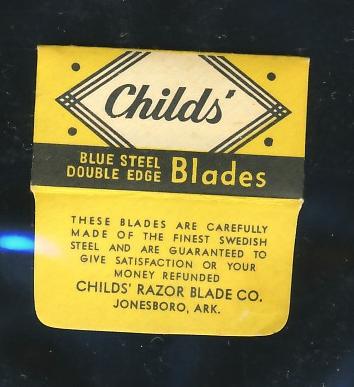 Childs'
BLUE STEEL
DOUBLE EDGE Blades
THESE BLADES ARE CAREFULLY
MADE OF THE FINEST SWEDISH
STEEL AND ARE GUARANTEED TO
GIVE SATISFACTION OR YOUR
MONEY REFUNDED
CHILDS' RAZOR BLADE CO.
JONESBORO, ARK.